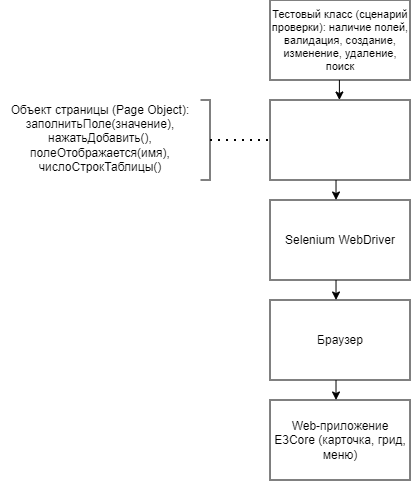 Тестовый класс (сценарий
проверки): наличие полей,
валидация, создание,
изменение, удаление,
поиск
Объект страницы (Page Object):
заполнитьПоле(значение),
нажатьДобавить(),
полеОтображается(имя),
числоСтрокТаблицы()
Selenium WebDriver
Браузер
Web-приложение
E3Core (карточка, грид,
меню)